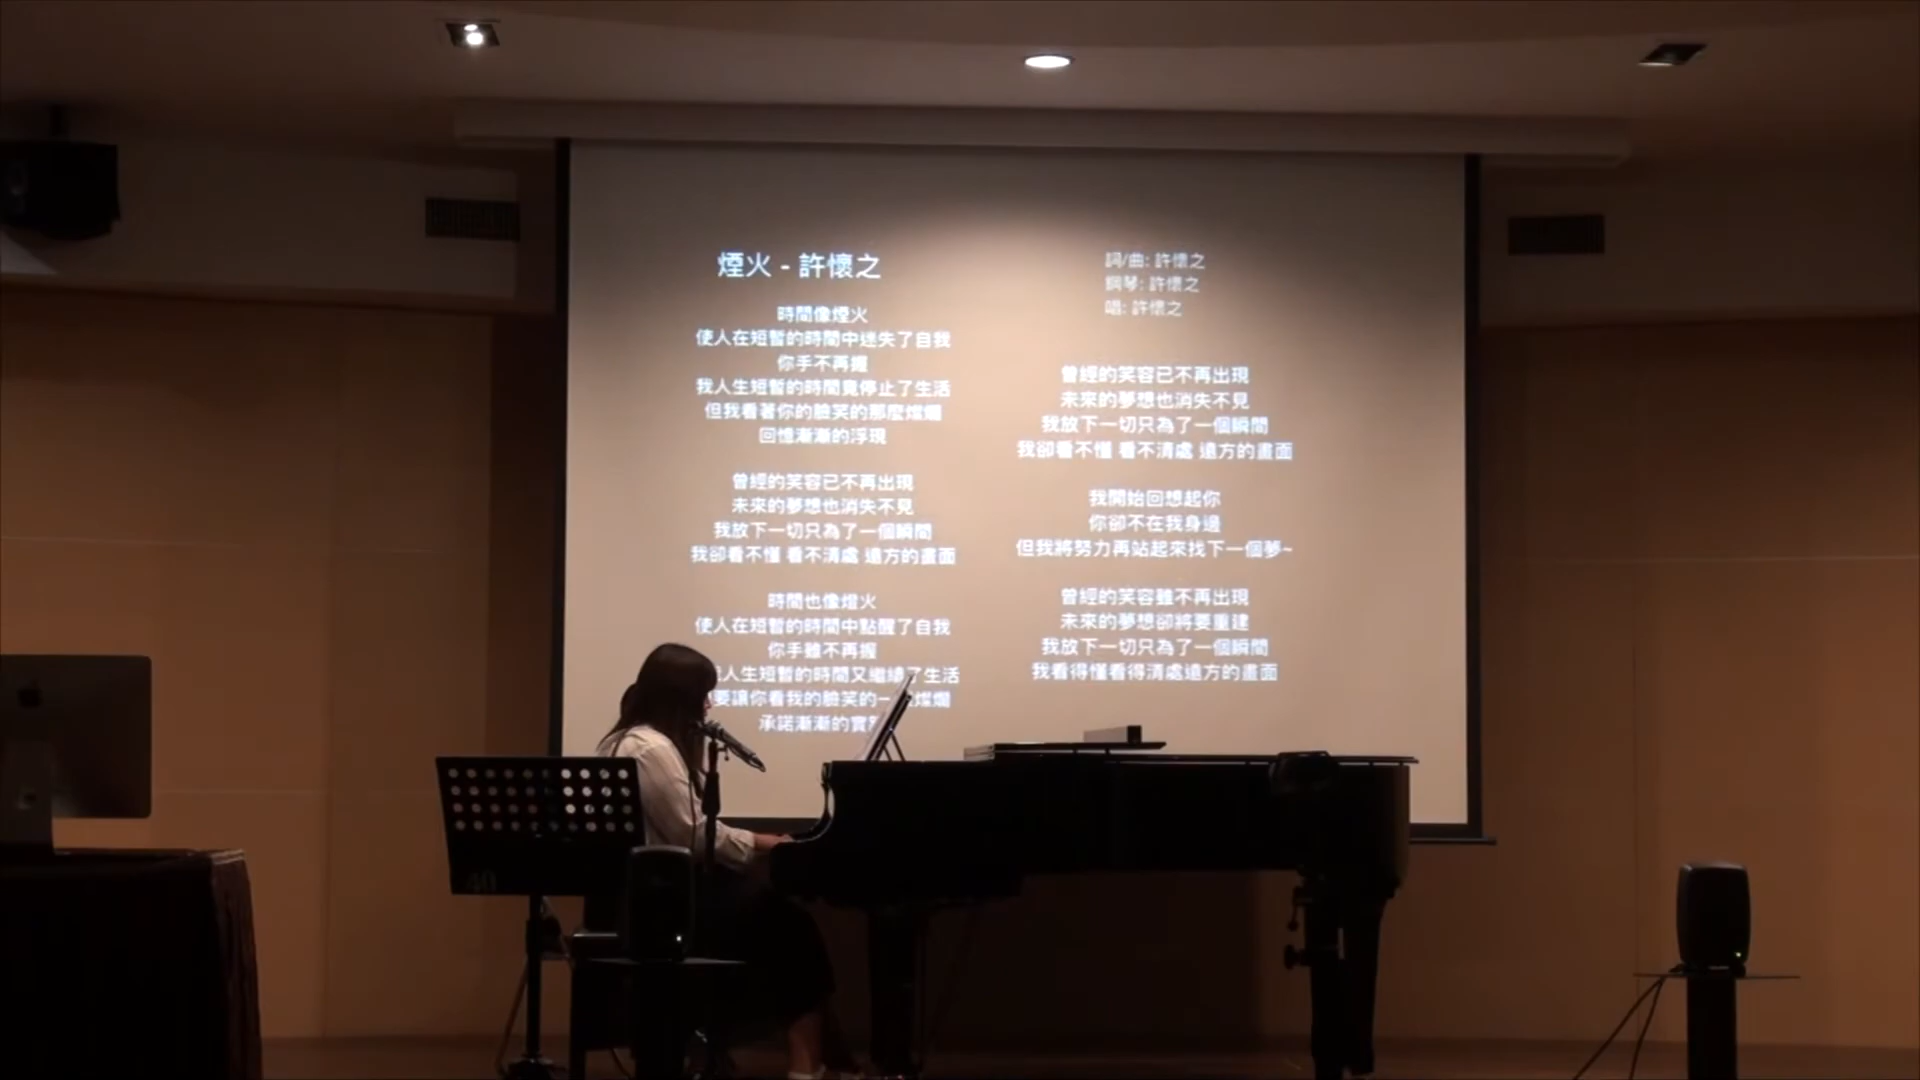 煙火 - 許懷之
時間像煙火
使人在短暫的時間中迷失了自我
你手不再握
我人生短暫的時間竟停止了生活
但我看著你的臉笑的那麼燦爛
回憶漸漸的浮現
曾經的笑容已不再出現
未來的夢想也消失不見
我放下一切只為了一個瞬間
我卻看不懂 看不清處 遠方的畫面
時間也像煙火
使人在短暫的時間中點醒了自我
你手雖不再握
人生短暫的時間又繼續了生活
要讓你看我的臉笑的一 燦爛
承諾漸漸的實
詞/曲: 許懷之
鋼琴: 許懷之
唱: 許懷之
曾經的笑容已不再出現
未來的夢想也消失不見
我放下一切只為了一個瞬間
我卻看不懂 看不清處 遠方的畫面
我開始回想起你
你卻不在我身邊
但我將努力再站起來找下一個夢~
曾經的笑容雖不再出現
未來的夢想卻將要重建
我放下一切只為了一個瞬間
我看得懂看得清處遠方的畫面
40